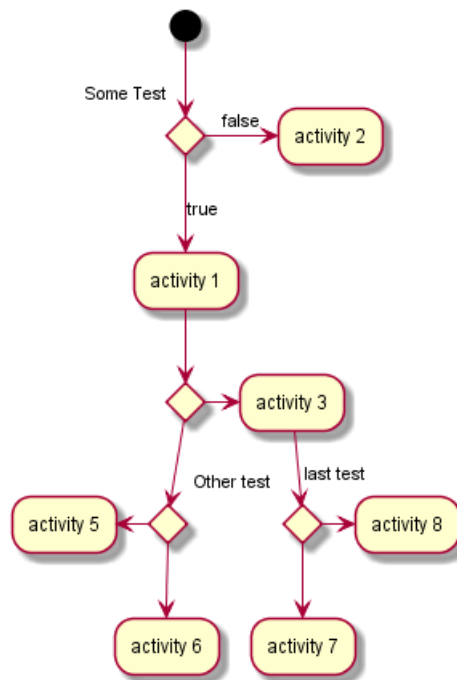 Some Test
false
activity 2
true
activity 1
activity 3
Other test
last test
activity 5
activity 8
activity 6
activity 7